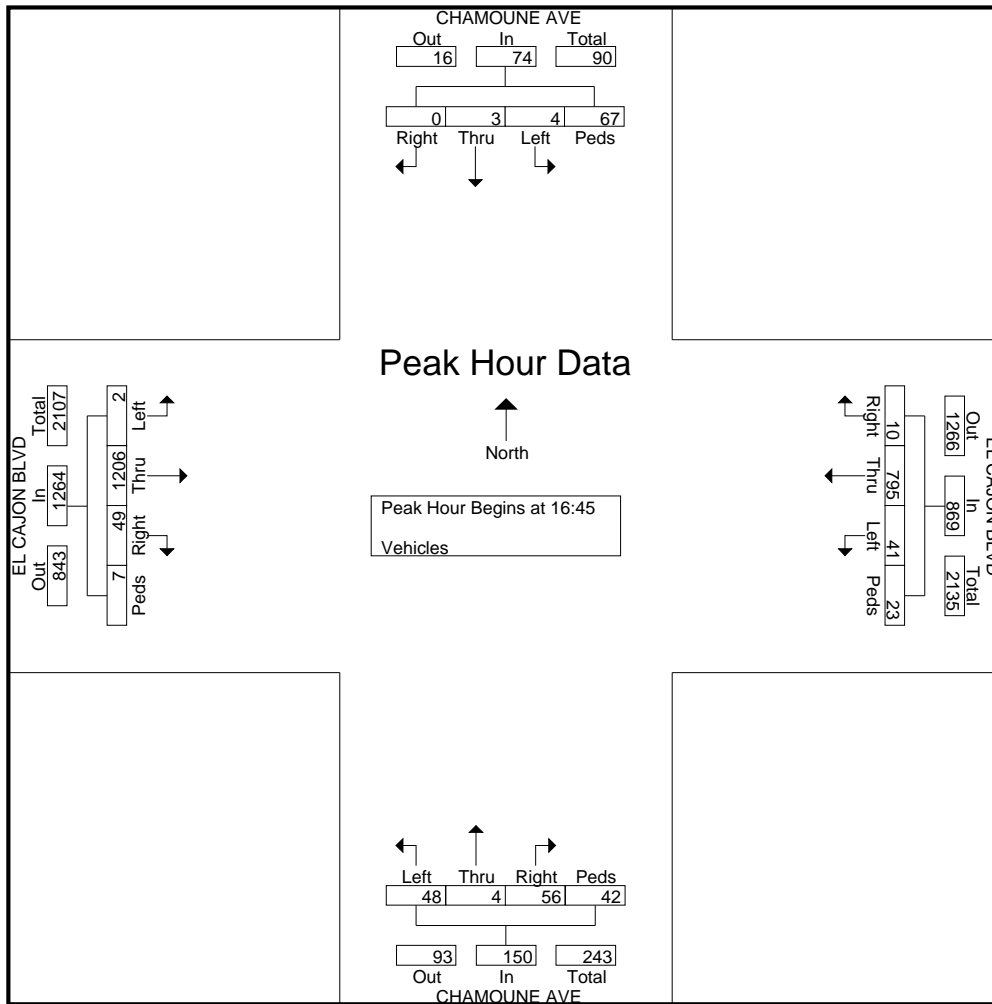 CHAMOUNE AVE
Out In Total
16 74 90
0 3 4 67
Right Thru Left Peds
Peak Hour Data
North
Peak Hour Begins at 16:45
Vehicles
EL CAJON BLVD
Out In Total
843 1264 2107
2 1206 49 7
Left Thru Right Peds
EL CAJON BLVD
Out In Total
1266 869 2135
10 795 41 23
Right Thru Left Peds
Left Thru Right Peds
48 4 56 42
93 150 243
Out In Total
CHAMOUNE AVE